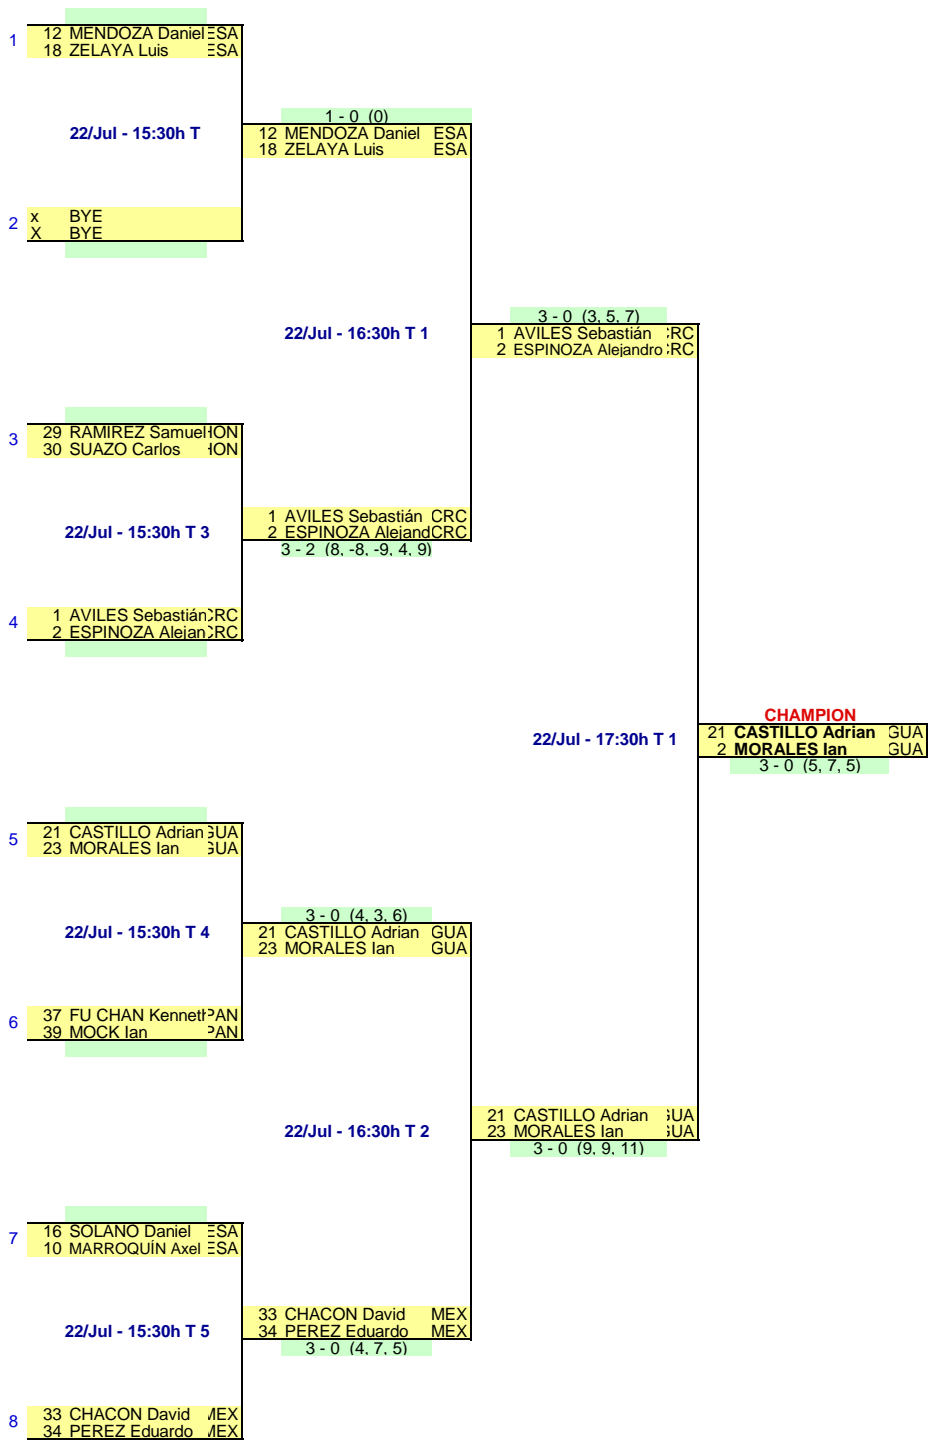 1
12 MENDOZA Daniel ESA
18 ZELAYA Luis ESA
22/Jul - 15:30h T
1 - 0 (0)
12 MENDOZA Daniel ESA
18 ZELAYA Luis ESA
2
x BYE
X BYE
22/Jul - 16:30h T 1
3 - 0 (3, 5, 7)
1 AVILES Sebastián CRC
2 ESPINOZA Alejandro CRC
3
29 RAMIREZ Samuel HON
30 SUAZO Carlos HON
22/Jul - 15:30h T 3
1 AVILES Sebastián CRC
2 ESPINOZA Alejand CRC
3 - 2 (8, -8, -9, 4, 9)
4
1 AVILES Sebastián CRC
2 ESPINOZA Alejan CRC
22/Jul - 17:30h T 1
CHAMPION
21 CASTILLO Adrian GUA
2 MORALES Ian GUA
3 - 0 (5, 7, 5)
5
21 CASTILLO Adrian GUA
23 MORALES Ian GUA
22/Jul - 15:30h T 4
3 - 0 (4, 3, 6)
21 CASTILLO Adrian GUA
23 MORALES Ian GUA
6
37 FU CHAN Kenneth PAN
39 MOCK Ian PAN
22/Jul - 16:30h T 2
21 CASTILLO Adrian GUA
23 MORALES Ian GUA
3 - 0 (9, 9, 11)
7
16 SOLANO Daniel ESA
10 MARROQUÍN Axel ESA
22/Jul - 15:30h T 5
33 CHACON David MEX
34 PEREZ Eduardo MEX
3 - 0 (4, 7, 5)
8
33 CHACON David MEX
34 PEREZ Eduardo MEX